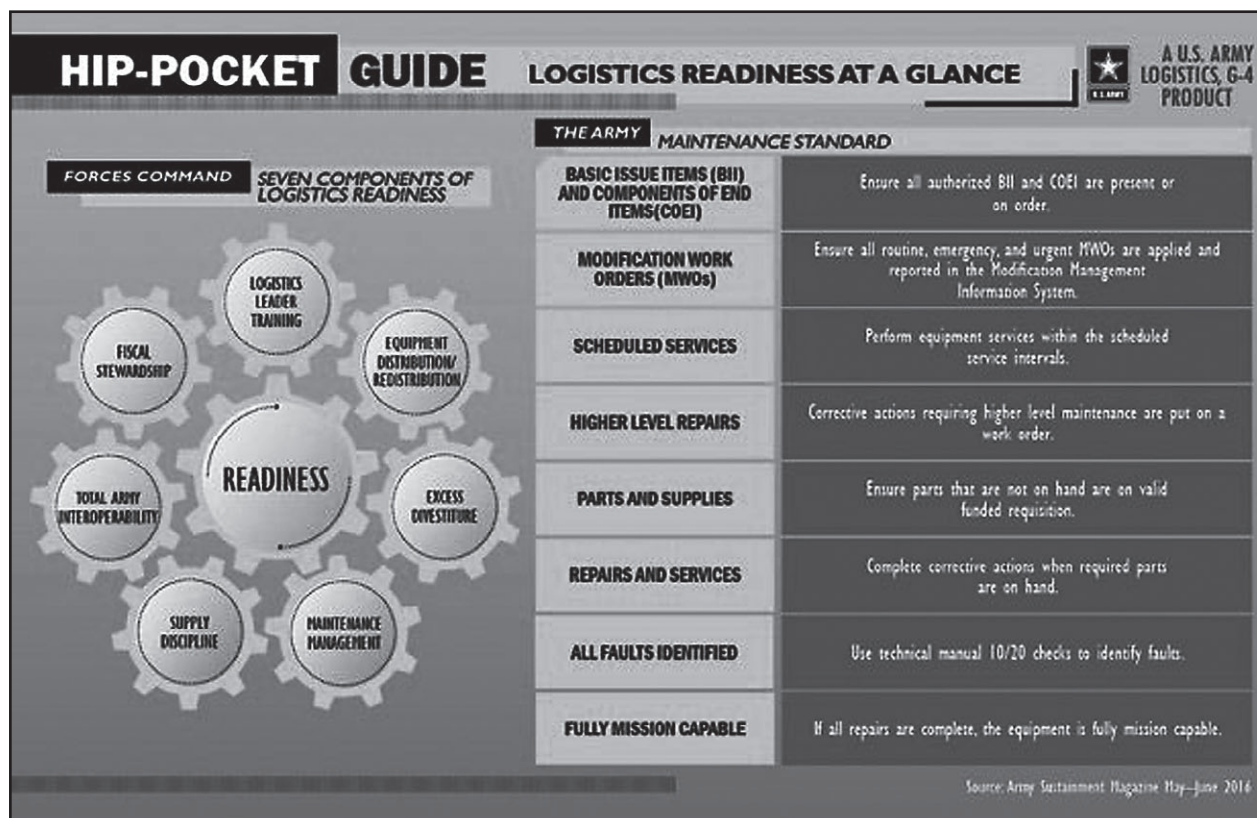 HIP-POCKET GUIDE LOGISTICS READINESS AT A GLANCE
U.S. ARMY
A U.S. ARMY
LOGISTICS, G-4
PRODUCT
FORCES COMMAND SEVEN COMPONENTS OF
LOGISTICS READINESS
LOGISTICS
LEADER
TRAINING
EQUIPMENT
DISTRIBUTION/
REDISTRIBUTION
EXCESS
DIVESTITURE
MAINTENANCE
MANAGEMENT
SUPPLY
DISCIPLINE
TOTAL ARMY
INTEROPERABILITY
FISCAL
STEWARDSHIP
READINESS
THE ARMY MAINTENANCE STANDARD
BASIC ISSUE ITEMS (BII)
AND COMPONENTS OF END
ITEMS(COEI)
Ensure all authorized BII and COEI are present or
on order.
MODIFICATION WORK
ORDERS (MWOs)
Ensure all routine, emergency, and urgent MWOs are applied and
reported in the Modification Management
Information System.
SCHEDULED SERVICES
Perform equipment services within the scheduled
service intervals.
HIGHER LEVEL REPAIRS
Corrective actions requiring higher level maintenance are put on a
work order.
PARTS AND SUPPLIES
Ensure parts that are not on hand are on valid
funded requisition.
REPAIRS AND SERVICES
Complete corrective actions when required parts
are on hand.
ALL FAULTS IDENTIFIED
Use technical manual 10/20 checks to identify faults.
FULLY MISSION CAPABLE
If all repairs are complete, the equipment is fully mission capable.
Source: Army Sustainment Magazine May–June 2016